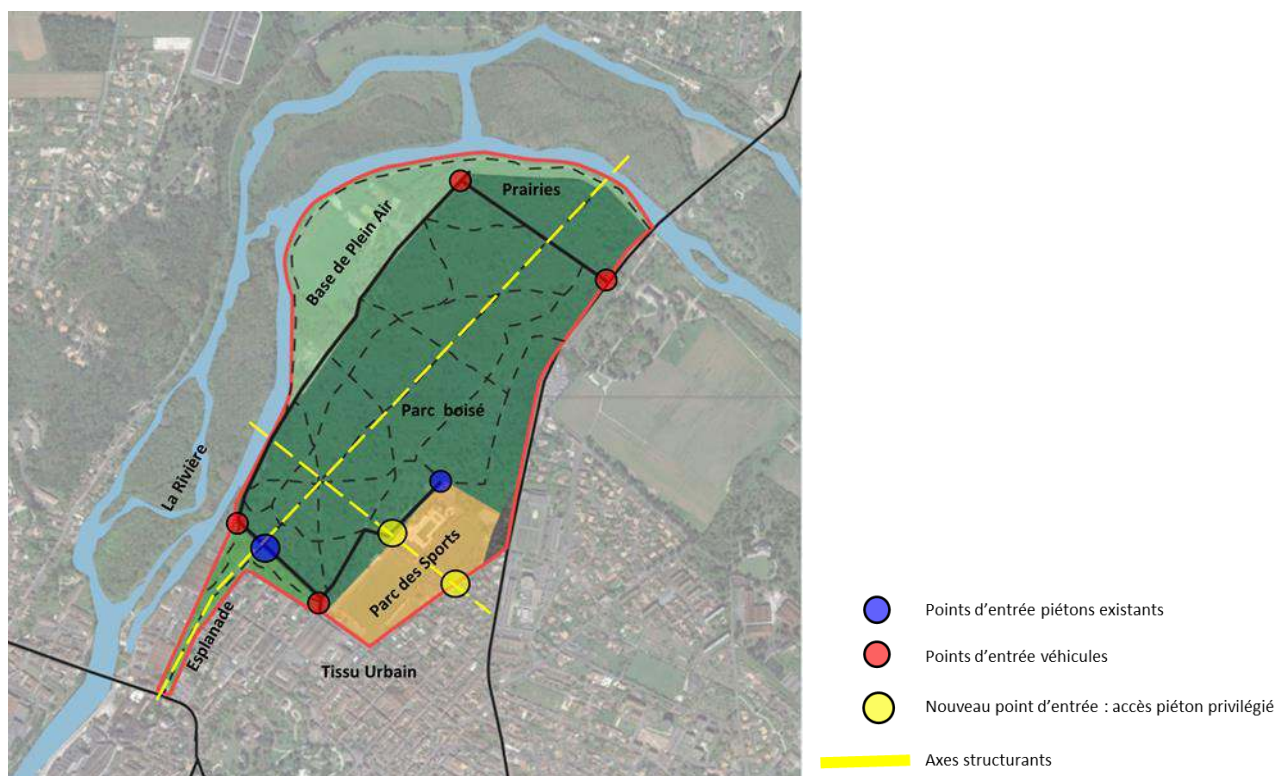 Prairies
Base de Plein Air
Parc boisé
La Rivière
Parc des Sports
Esplanade
Tissu Urbain
Points d'entrée piétons existants
Points d'entrée véhicules
Nouveau point d'entrée : accès piéton privilégié
Axes structurants